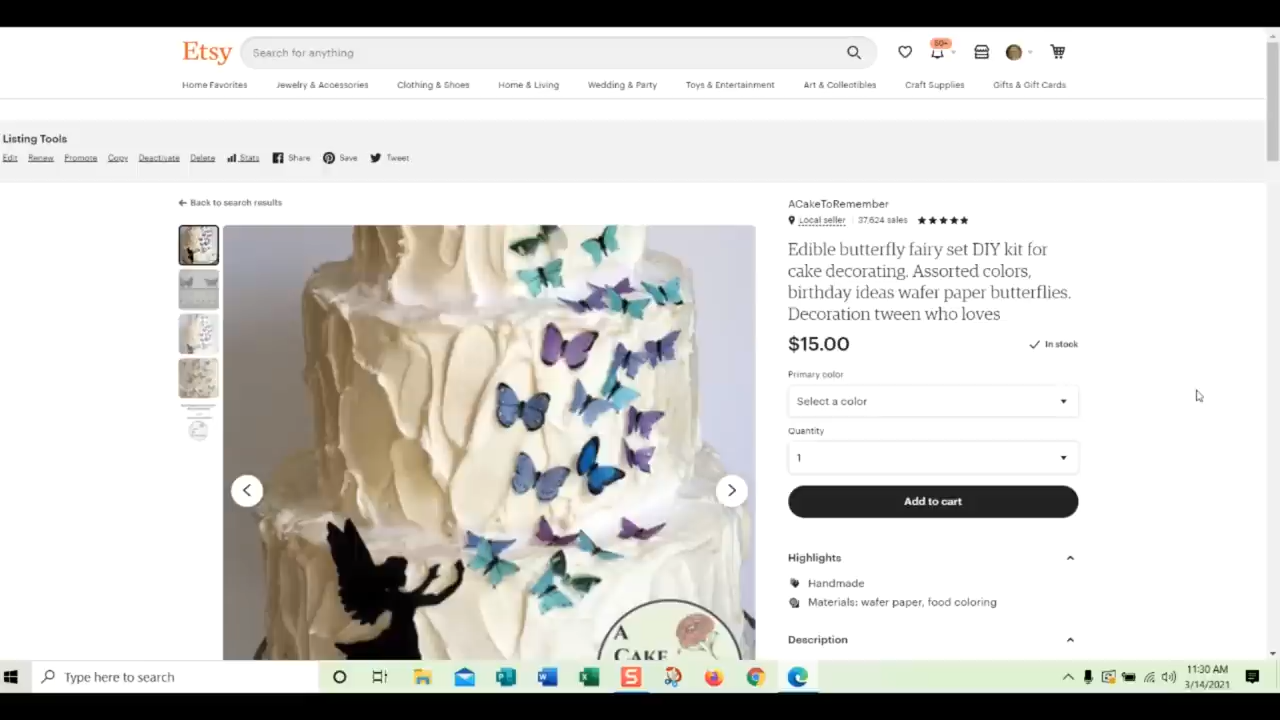 Etsy
Search for anything
50+
Home Favorites Jewelry & Accessories Clothing & Shoes Home & Living Wedding & Party Toys & Entertainment Art & Collectibles Craft Supplies Gifts & Gift Cards
Listing Tools
Edit Renew Promote Copy Deactivate Delete Stats Share Save Tweet
Back to search results
ACakeToRemember
Local seller 37,624 sales
Edible butterfly fairy set DIY kit for
cake decorating. Assorted colors,
birthday ideas wafer paper butterflies.
Decoration tween who loves
$15.00
In stock
Primary color
Select a color
Quantity
1
Add to cart
Highlights
Handmade
Materials: wafer paper, food coloring
Description
A
CAKE
Type here to search
11:30 AM
3/14/2021